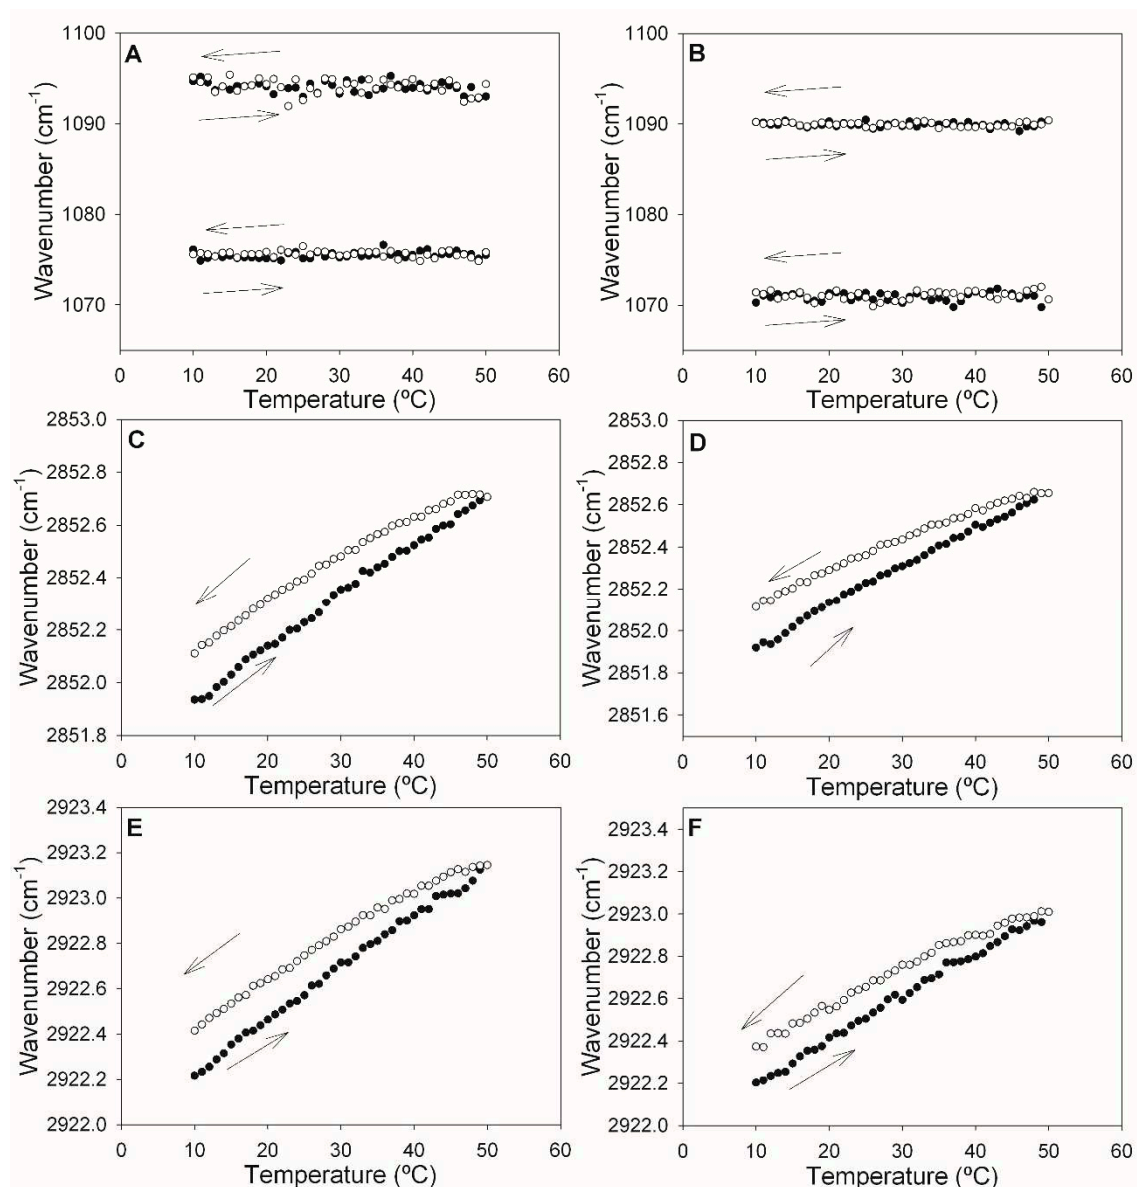 A
Wavenumber (cm-1)
1100
1090
1080
1070
0 10 20 30 40 50 60
Temperature (ºC)
B
Wavenumber (cm-1)
1100
1090
1080
1070
0 10 20 30 40 50 60
Temperature (ºC)
C
Wavenumber (cm-1)
2853.0
2852.8
2852.6
2852.4
2852.2
2852.0
2851.8
0 10 20 30 40 50 60
Temperature (ºC)
D
Wavenumber (cm-1)
2853.0
2852.8
2852.6
2852.4
2852.2
2852.0
2851.8
2851.6
0 10 20 30 40 50 60
Temperature (ºC)
E
Wavenumber (cm-1)
2923.4
2923.2
2923.0
2922.8
2922.6
2922.4
2922.2
2922.0
0 10 20 30 40 50 60
Temperature (ºC)
F
Wavenumber (cm-1)
2923.4
2923.2
2923.0
2922.8
2922.6
2922.4
2922.2
2922.0
0 10 20 30 40 50 60
Temperature (ºC)